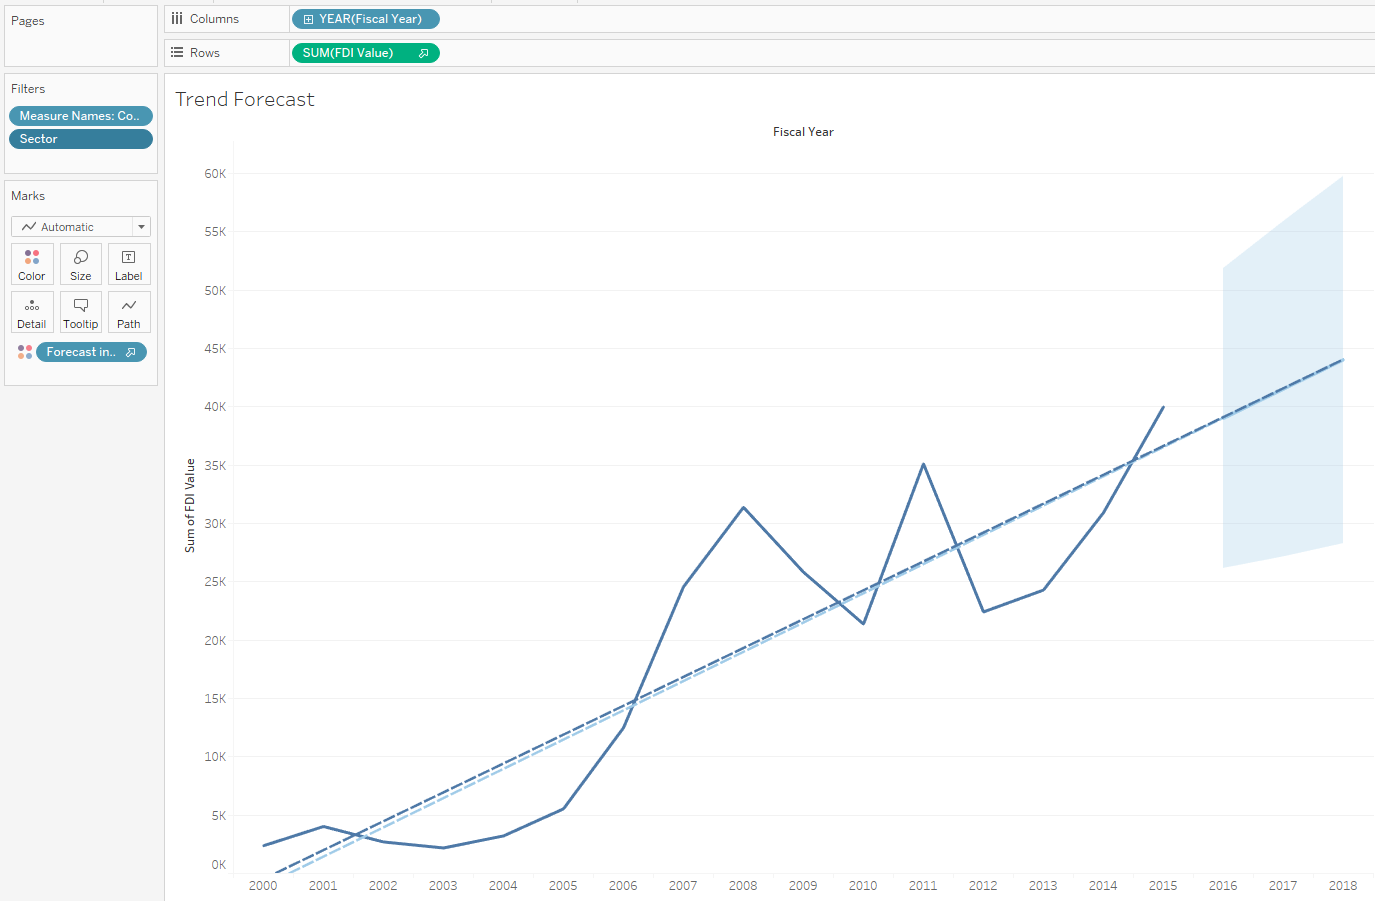 Pages
Columns
YEAR(Fiscal Year)
Rows
SUM(FDI Value)
Filters
Measure Names: Co..
Sector
Marks
Automatic
Color
Size
Label
Detail
Tooltip
Path
Forecast in..
Trend Forecast
Fiscal Year
Sum of FDI Value
60K
55K
50K
45K
40K
35K
30K
25K
20K
15K
10K
5K
0K
2000 2001 2002 2003 2004 2005 2006 2007 2008 2009 2010 2011 2012 2013 2014 2015 2016 2017 2018